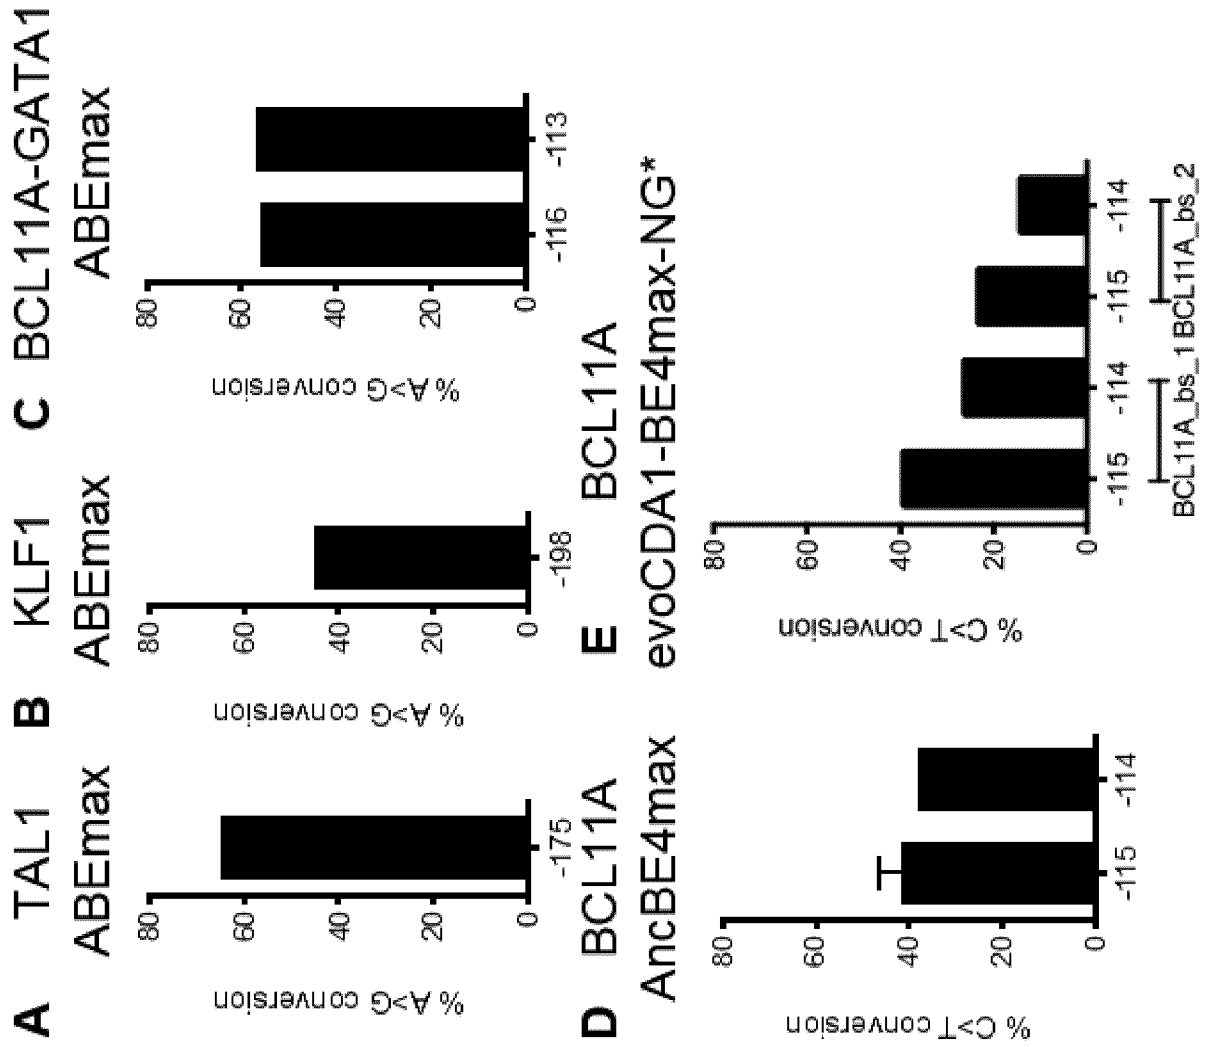 A TAL1
ABEmax
% A>G conversion
80
60
40
20
0
-175
B KLF1
ABEmax
% A>G conversion
80
60
40
20
0
-198
C BCL11A-GATA1
ABEmax
% A>G conversion
80
60
40
20
0
-116 -113
D BCL11A
AncBE4max
% C>T conversion
80
60
40
20
0
-115 -114
E BCL11A
evoCDA1-BE4max-NG*
% C>T conversion
80
60
40
20
0
-115 -114 -115 -114
BCL11A_bs_1 BCL11A_bs_2